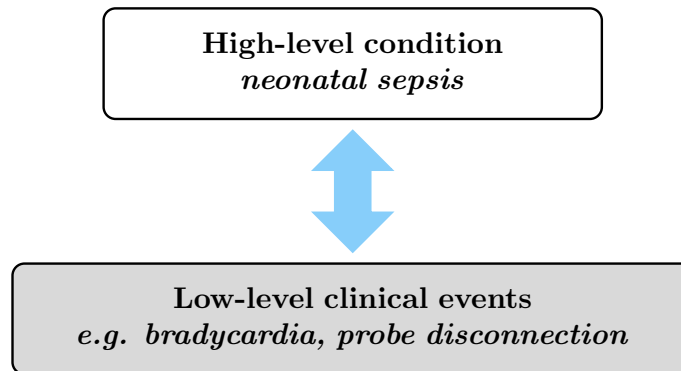 High-level condition
neonatal sepsis
Low-level clinical events
e.g. bradycardia, probe disconnection